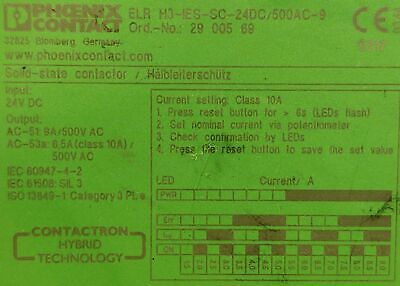 PHOENIX
CONTACT
ELR H3-IES-SC-24DC/500AC-9
Ord.-No.: 29 005 69
32825 Blomberg, Germany
www.phoenixcontact.com
Solid-state contactor / Halbleiterschütz
Input:
24V DC
Output:
AC-51: 9A/500V AC
AC-53a: 6,5A(class 10A)/
500V AC
IEC 60947-4-2
IEC 61508: SIL 3
ISO 13849-1 Category 3 PL e
CONTACTRON
HYBRID
TECHNOLOGY
Current setting: Class 10A
1. Press reset button for > 6s (LEDs flash)
2. Set nominal current via potentiometer
3. Check confirmation by LEDs
4. Press the reset button to save the set value
LED Current / A
PWR
Err